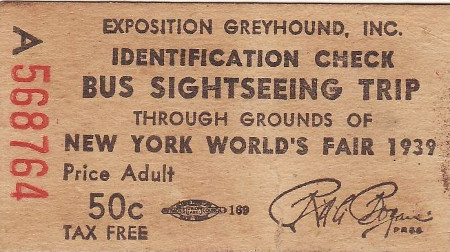 EXPOSITION GREYHOUND, INC.
IDENTIFICATION CHECK
BUS SIGHTSEEING TRIP
THROUGH GROUNDS OF
NEW YORK WORLD'S FAIR 1939
Price Adult
50c
TAX FREE
169
PRES
A 568764